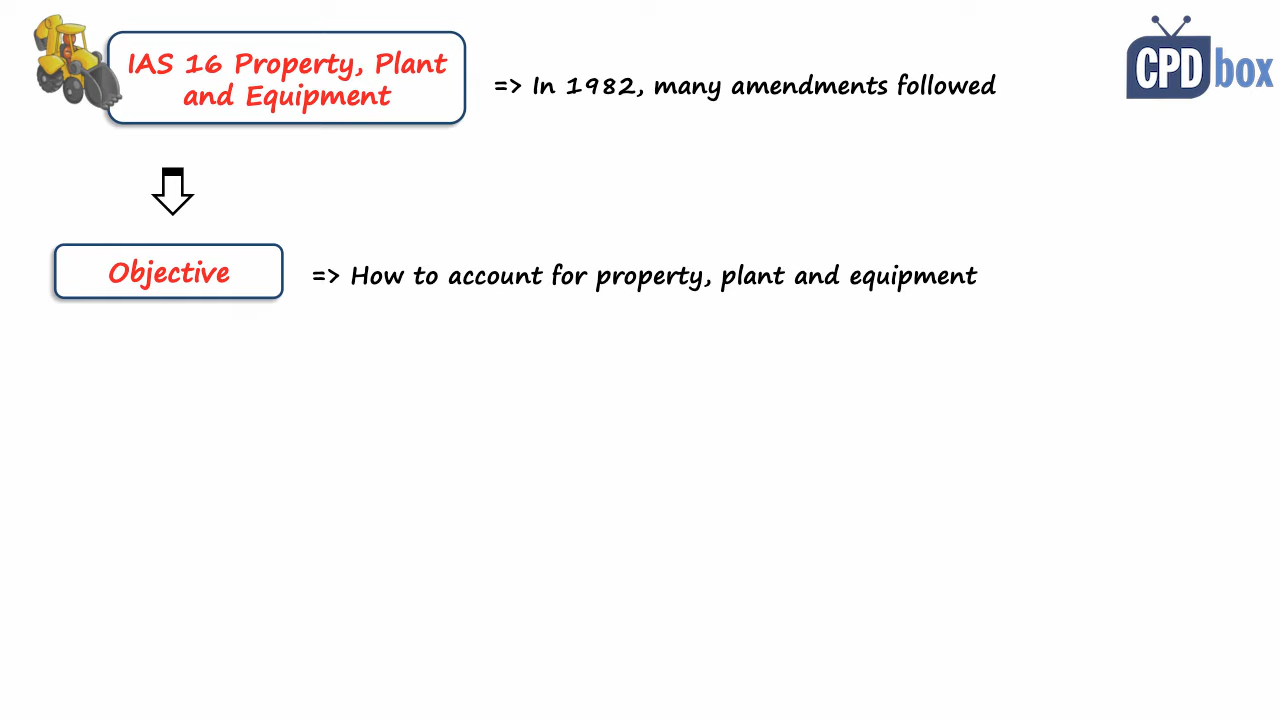 IAS 16 Property, Plant
and Equipment
=> In 1982, many amendments followed
CPD box
Objective
=> How to account for property, plant and equipment